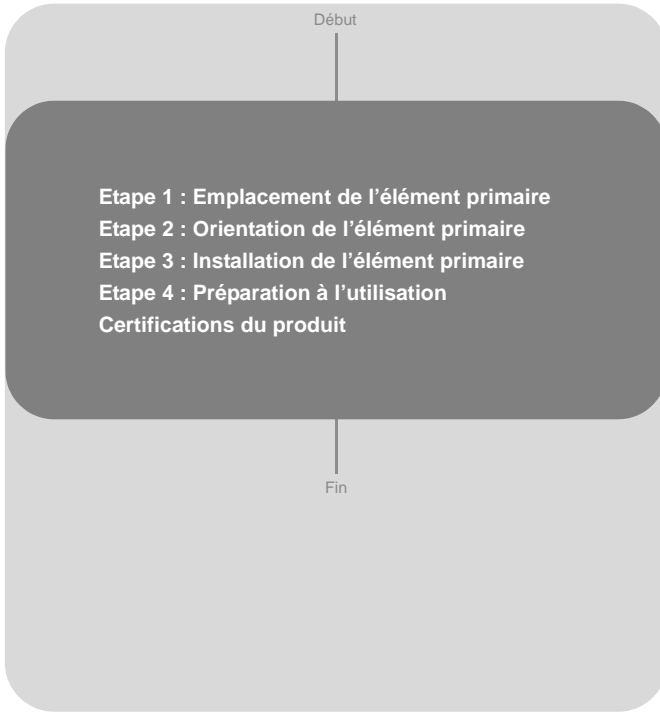 Début
Etape 1 : Emplacement de l’élément primaire
Etape 2 : Orientation de l’élément primaire
Etape 3 : Installation de l’élément primaire
Etape 4 : Préparation à l’utilisation
Certifications du produit
Fin